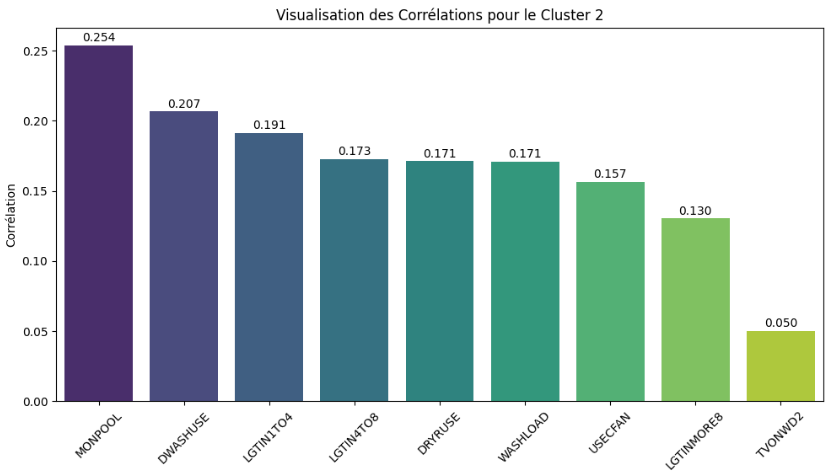 Visualisation des Corrélations pour le Cluster 2
Corrélation
0.25
0.20
0.15
0.10
0.05
0.00
0.254
0.207
0.191
0.173
0.171
0.171
0.157
0.130
0.050
MONPOOL
DWASHUSE
LGTIN1TO4
LGTIN4TO8
DRYRUSE
WASHLOAD
USECFAN
LGTINMORE8
TVONWD2